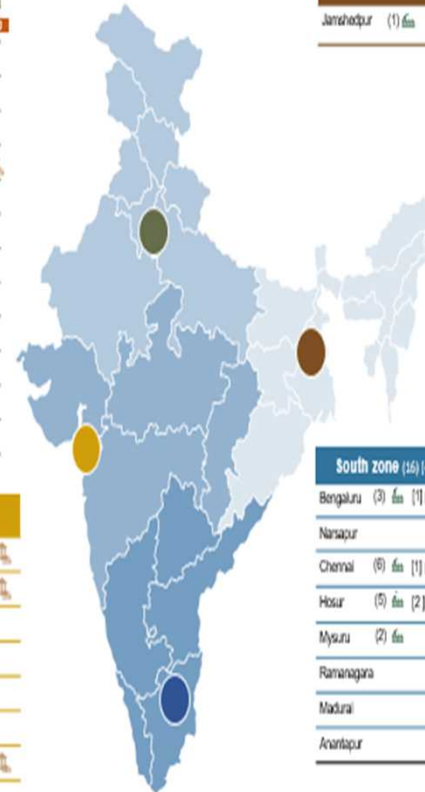 Jamshedpur (1)
South zone (16)
Bengaluru (3) [1]
Narsapur
Chennai (6) [1]
Hosur (5) [2]
Mysuru (2)
Ramanagara
Madurai
Anantapur